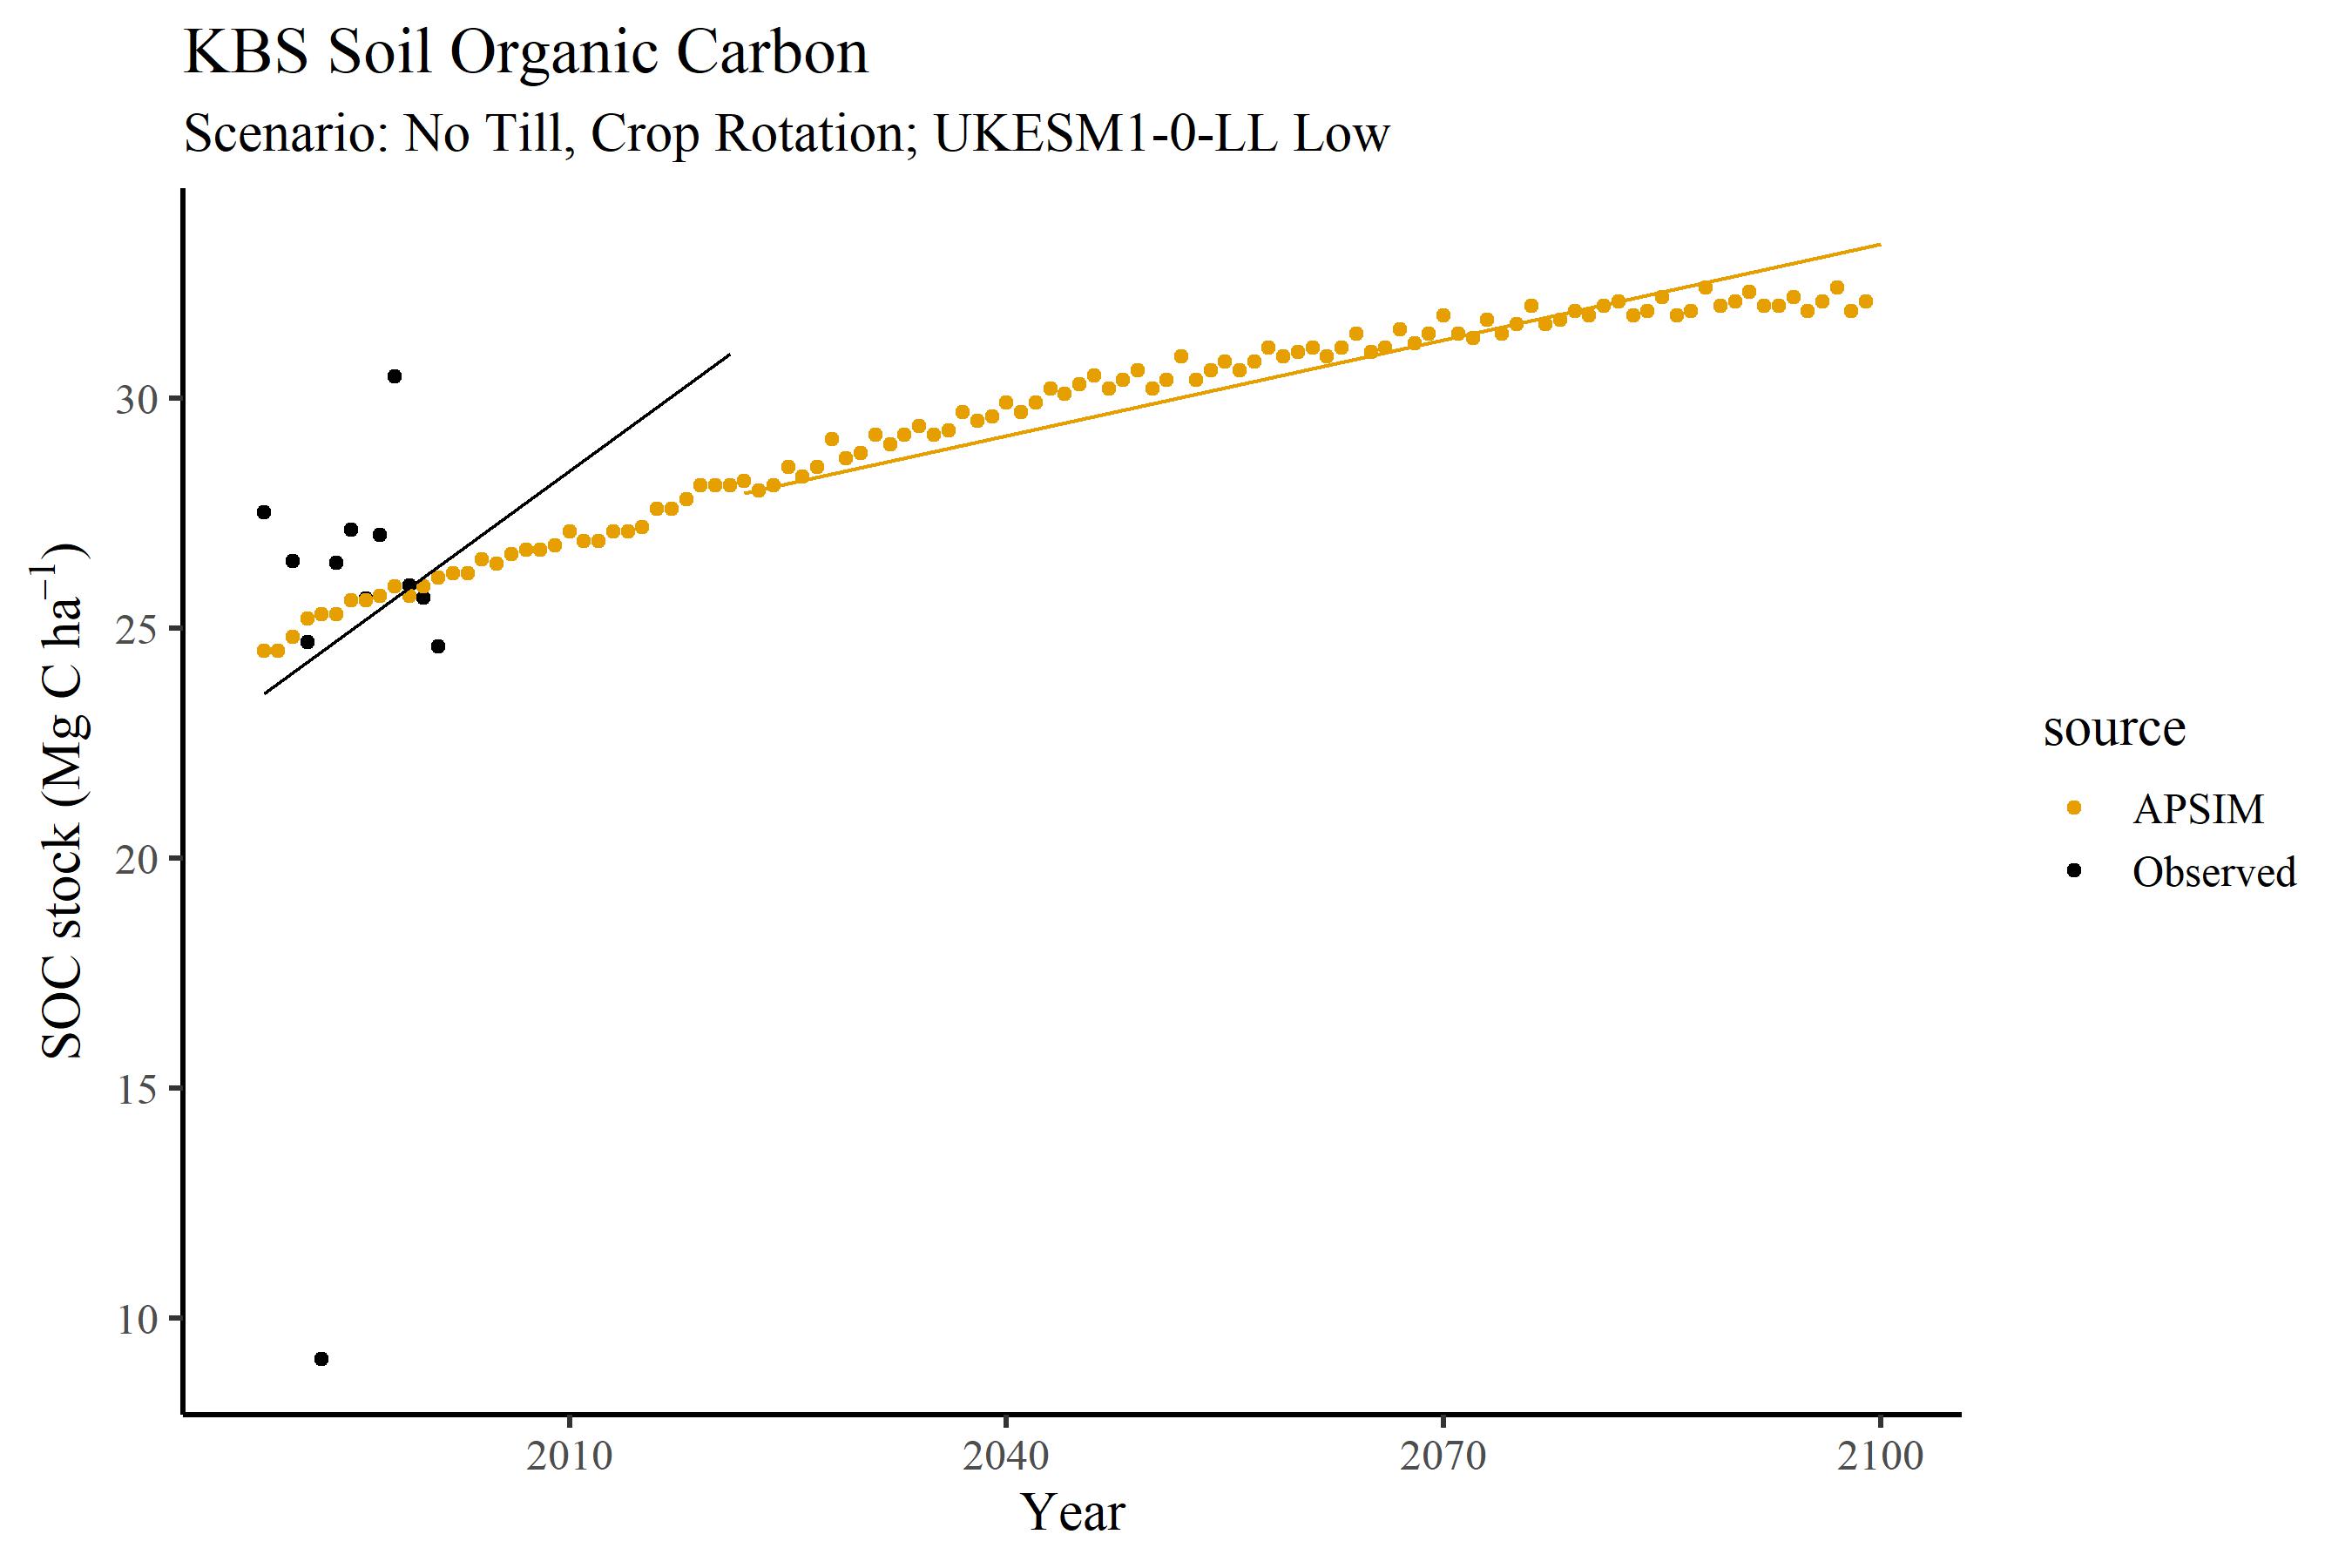 KBS Soil Organic Carbon
Scenario: No Till, Crop Rotation; UKESM1-0-LL Low
SOC stock (Mg C ha⁻¹)
30
25
20
15
10
2010
2040
2070
2100
Year
source
APSIM
Observed